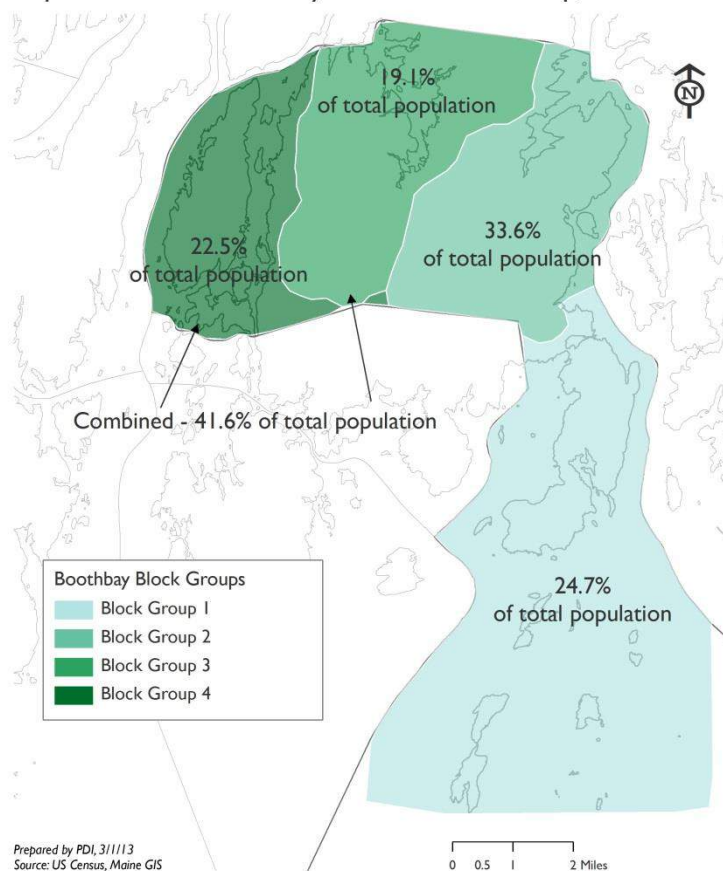 N
19.1%
of total population
22.5%
of total population
33.6%
of total population
Combined - 41.6% of total population
24.7%
of total population
Boothbay Block Groups
Block Group 1
Block Group 2
Block Group 3
Block Group 4
Prepared by PDI, 3/1/13
Source: US Census, Maine GIS
0 0.5 1 2 Miles